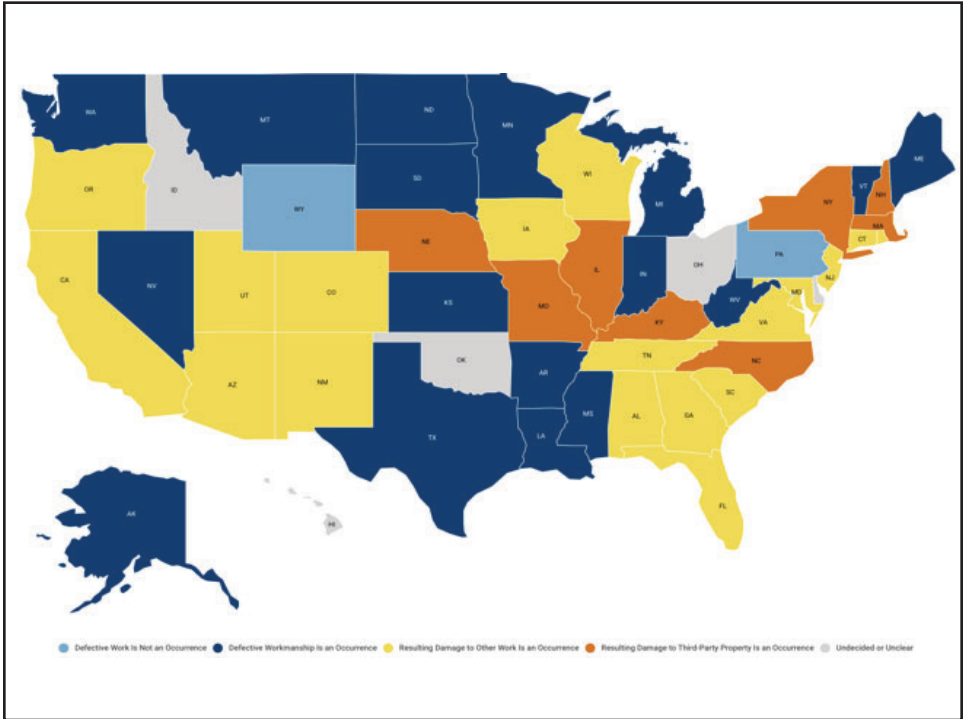 WA
MT
ND
MN
ME
OR
ID
SD
WI
VT
NH
WY
MI
NY
MA
IA
CT
NE
PA
NV
OH
NJ
CA
UT
CO
IL
IN
MD
WV
KS
MO
KY
VA
TN
OK
NC
AZ
NM
AR
SC
MS
AL
GA
TX
LA
FL
AK
HI
Defective Work Is Not an Occurrence Defective Workmanship Is an Occurrence Resulting Damage to Other Work Is an Occurrence Resulting Damage to Third-Party Property Is an Occurrence Undecided or Unclear